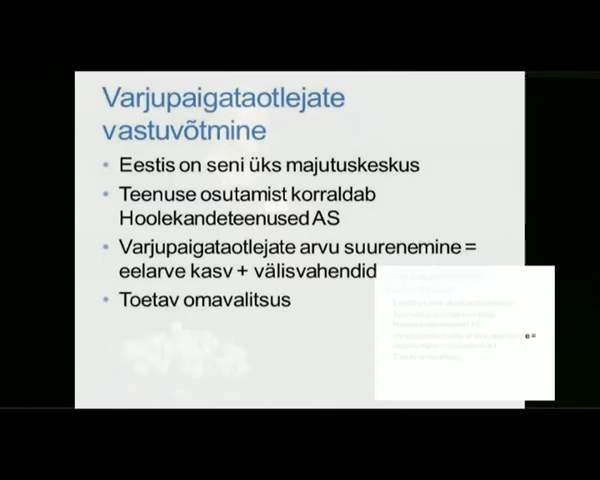 Varjupaigataotlejate
vastuvõtmine
• Eestis on seni üks majutuskeskus
• Teenuse osutamist korraldab
Hoolekandeteenused AS
• Varjupaigataotlejate arvu suurenemine =
eelarve kasv + välisvahendid
• Toetav omavalitsus